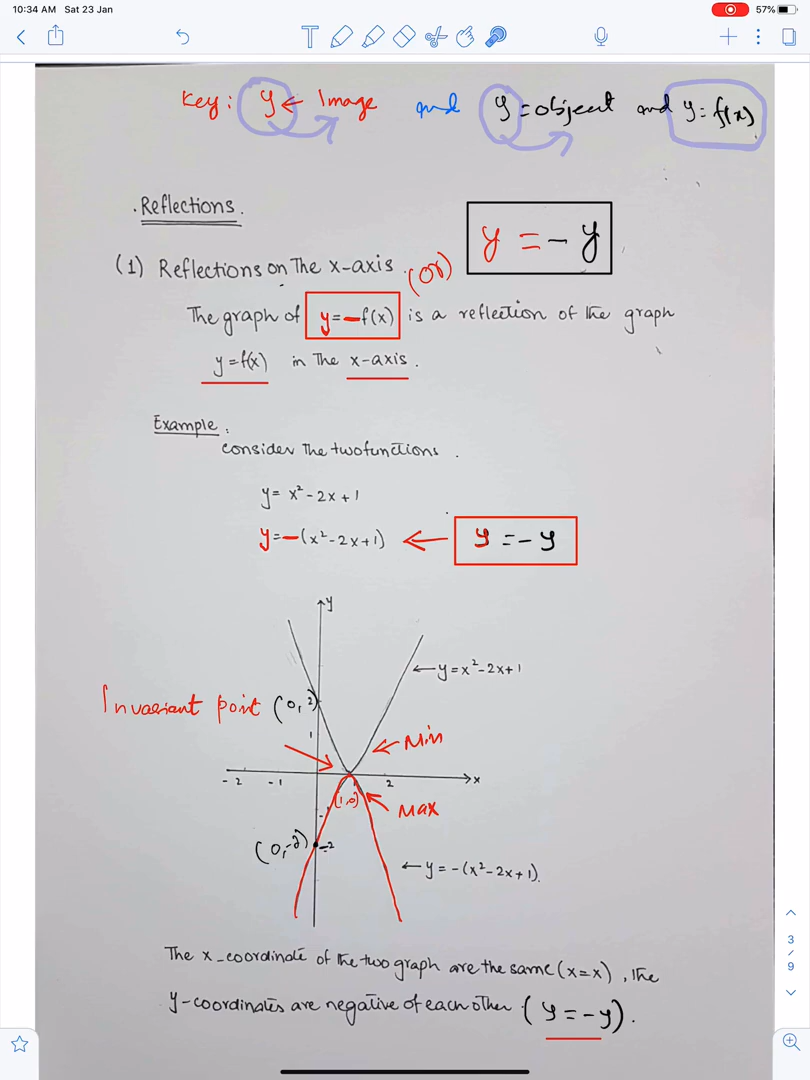 10:34 AM Sat 23 Jan
57%
T
Key: y ← Image and y = object and y = f(x)
. Reflections.
y = - y
(1) Reflections on The x-axis. (or)
The graph of y = -f(x) is a reflection of the graph
y = f(x) in The x-axis.
Example:
consider The two functions.
y = x² - 2x + 1
y = -(x² - 2x + 1) ← y = - y
y
← y = x² - 2x + 1
Invariant point (0, 2)
1
← Min
-2 -1 1 2 x
(1,0)
-1
Max
(0,-2) -2
← y = -(x² - 2x + 1).
The x-coordinate of the two graph are the same (x = x), the
y-coordinates are negative of each other (y = -y).
3
/
9